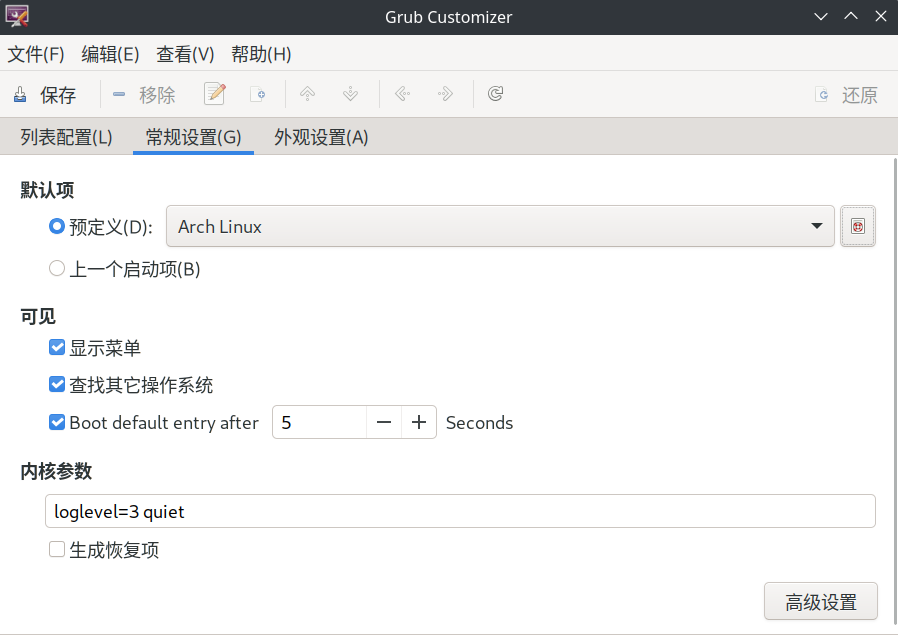 Grub Customizer
文件(F) 编辑(E) 查看(V) 帮助(H)
保存 移除 还原
列表配置(L) 常规设置(G) 外观设置(A)
默认项
预定义(D): Arch Linux
上一个启动项(B)
可见
显示菜单
查找其它操作系统
Boot default entry after 5 Seconds
内核参数
loglevel=3 quiet
生成恢复项
高级设置